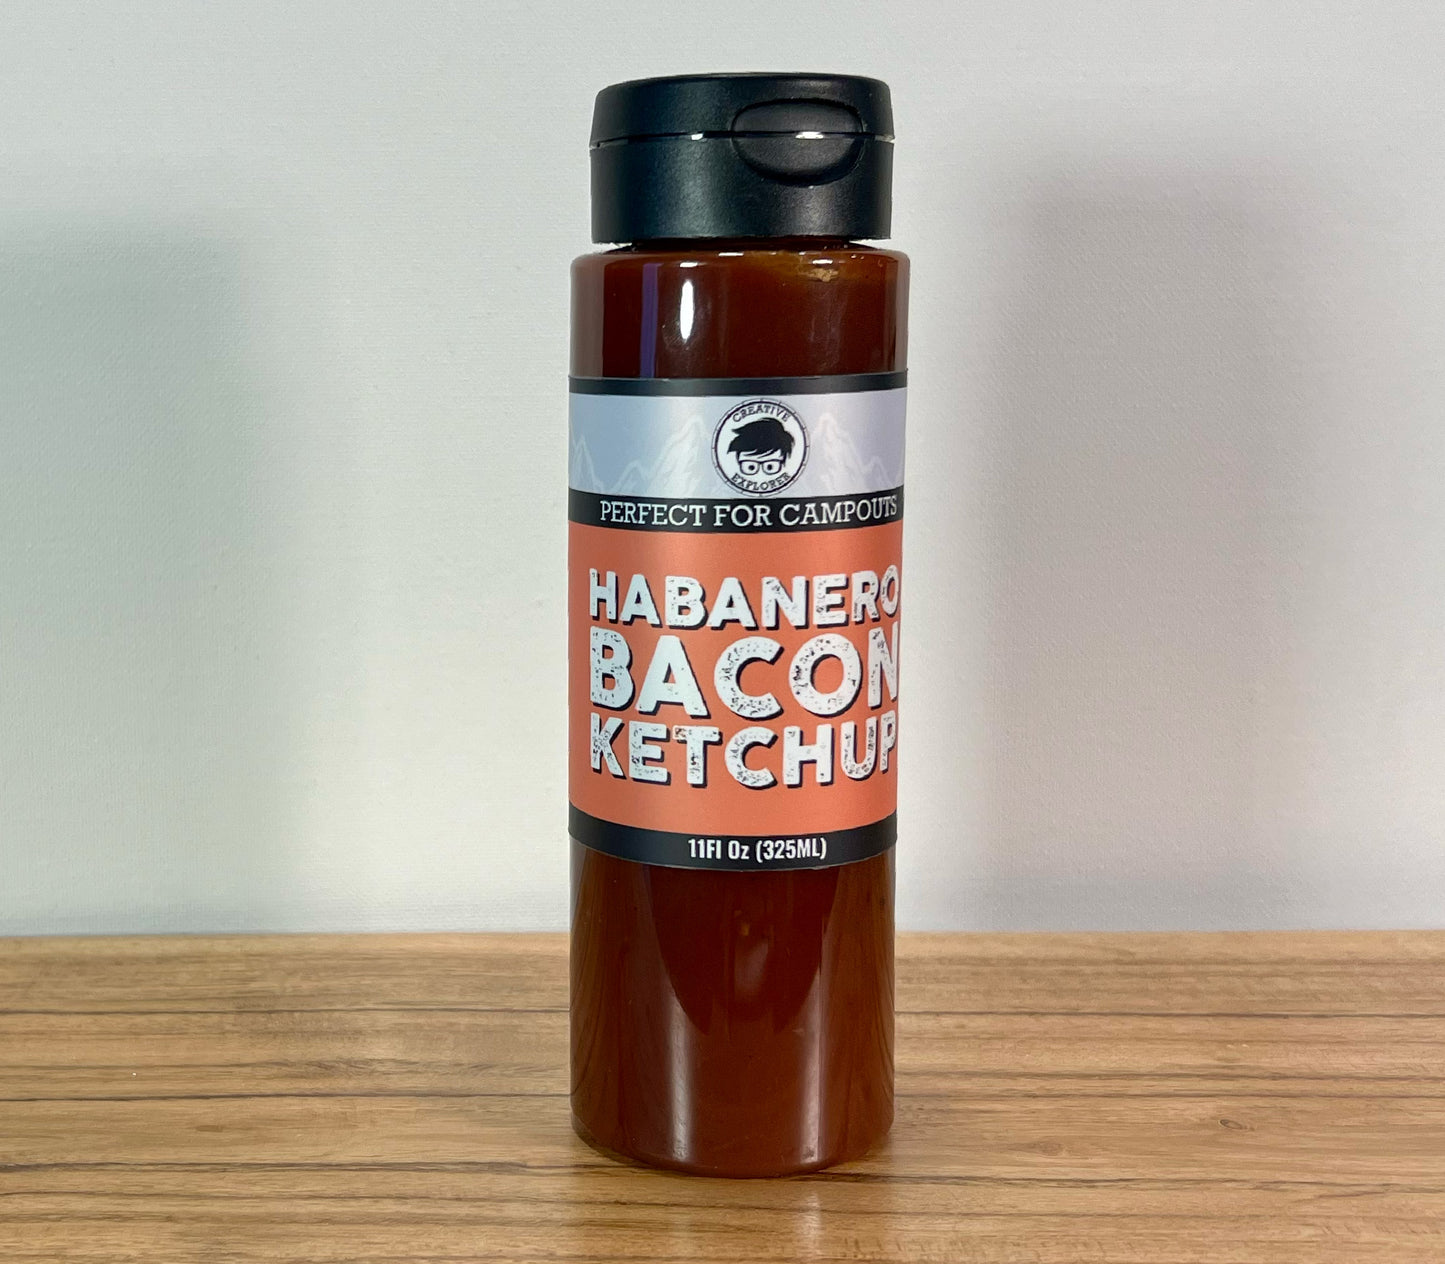 CREATIVE
EXPLORER
PERFECT FOR CAMPOUTS
HABANERO
BACON
KETCHUP
11Fl Oz (325ML)